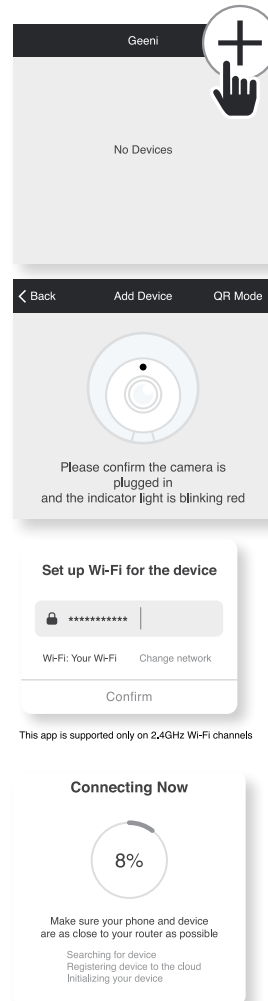 Geeni
No Devices
Back Add Device QR Mode
Please confirm the camera is
plugged in
and the indicator light is blinking red
Set up Wi-Fi for the device
***********
Wi-Fi: Your Wi-Fi Change network
Confirm
This app is supported only on 2.4GHz Wi-Fi channels
Connecting Now
8%
Make sure your phone and device
are as close to your router as possible
Searching for device
Registering device to the cloud
Initializing your device